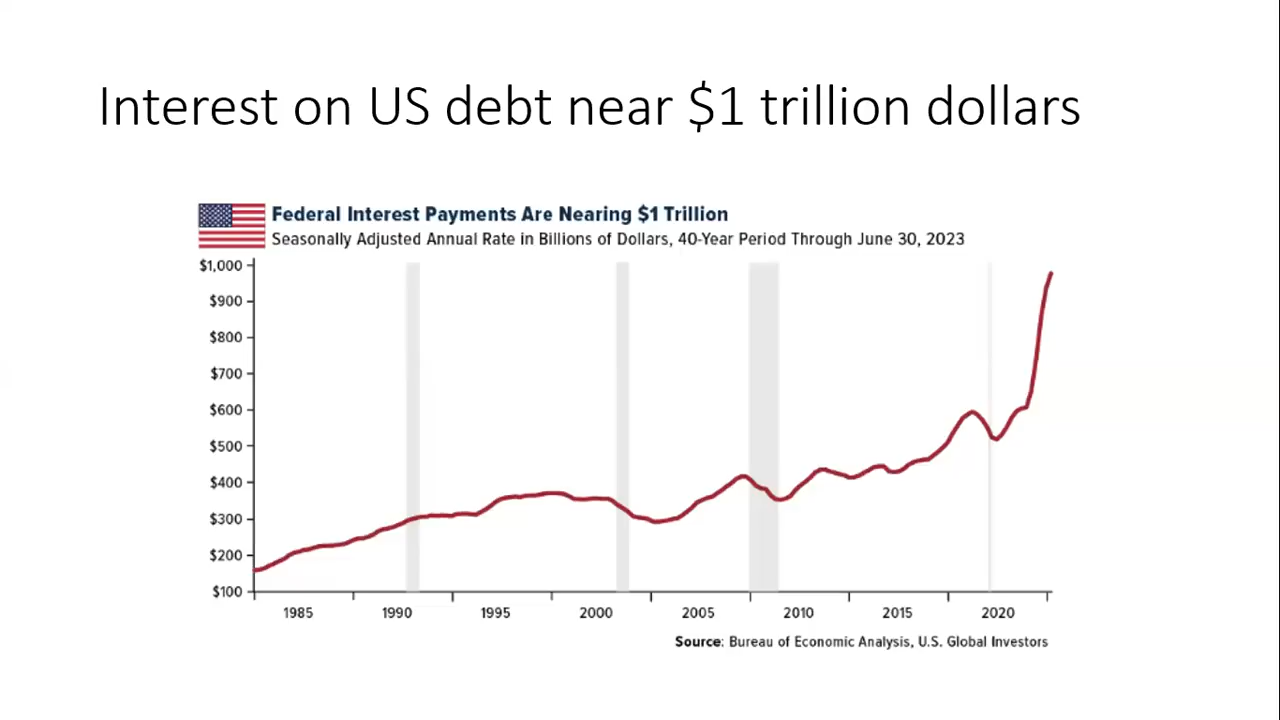 Interest on US debt near $1 trillion dollars
Federal Interest Payments Are Nearing $1 Trillion
Seasonally Adjusted Annual Rate in Billions of Dollars, 40-Year Period Through June 30, 2023
$1,000
$900
$800
$700
$600
$500
$400
$300
$200
$100
1985 1990 1995 2000 2005 2010 2015 2020
Source: Bureau of Economic Analysis, U.S. Global Investors